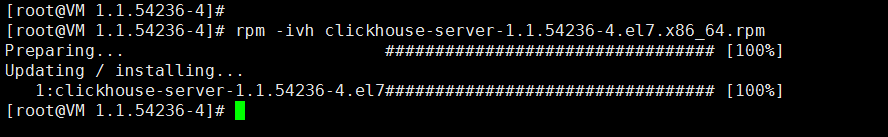 [root@VM 1.1.54236-4]#
[root@VM 1.1.54236-4]# rpm -ivh clickhouse-server-1.1.54236-4.el7.x86_64.rpm
Preparing...                          ################################# [100%]
Updating / installing...
   1:clickhouse-server-1.1.54236-4.el7################################# [100%]
[root@VM 1.1.54236-4]#